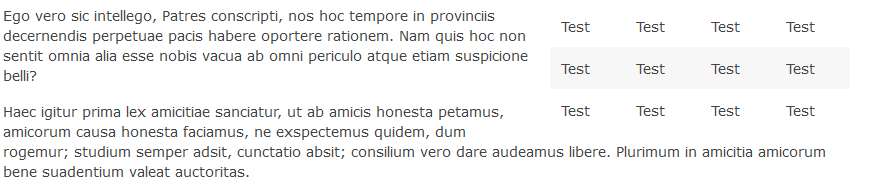 Ego vero sic intellego, Patres conscripti, nos hoc tempore in provinciis
decernendis perpetuae pacis habere oportere rationem. Nam quis hoc non
sentit omnia alia esse nobis vacua ab omni periculo atque etiam suspicione
belli?
Haec igitur prima lex amicitiae sanciatur, ut ab amicis honesta petamus,
amicorum causa honesta faciamus, ne exspectemus quidem, dum
rogemur; studium semper adsit, cunctatio absit; consilium vero dare audeamus libere. Plurimum in amicitia amicorum
bene suadentium valeat auctoritas.
Test Test Test Test
Test Test Test Test
Test Test Test Test